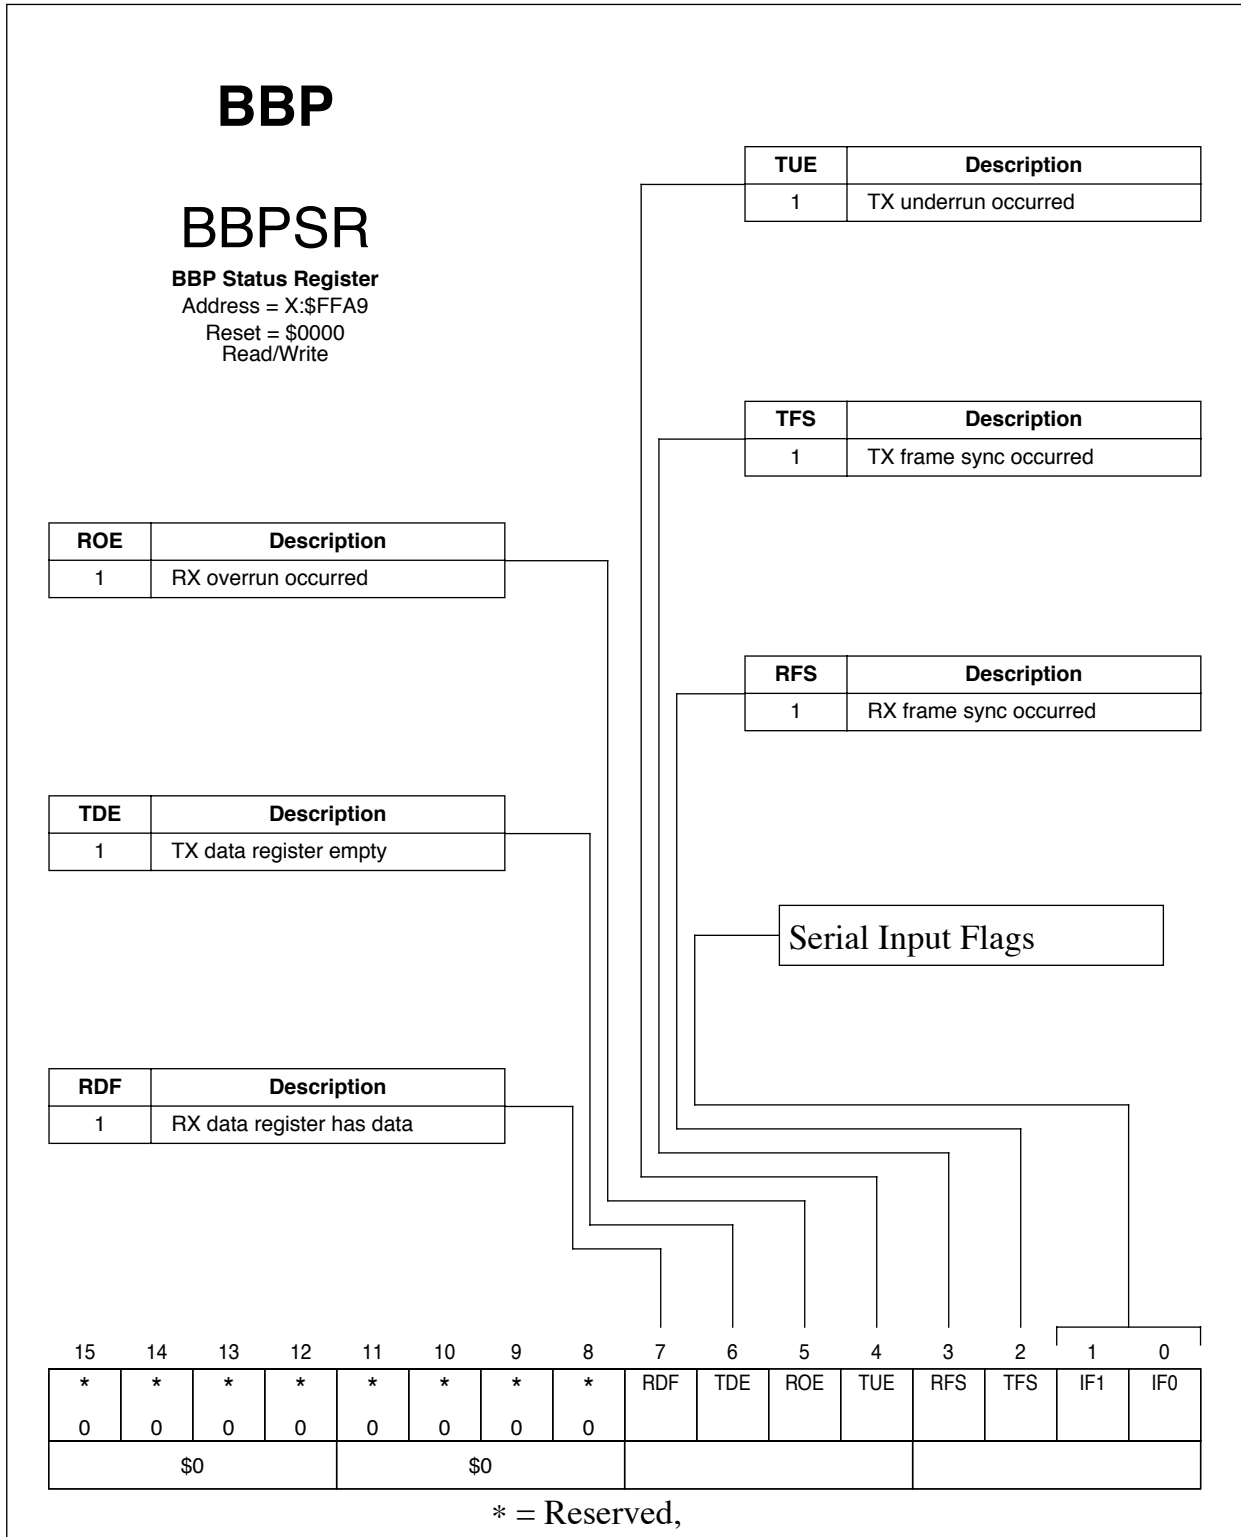 BBP
BBPSR
BBP Status Register
Address = X:$FFA9
Reset = $0000
Read/Write
TUE Description
1 TX underrun occurred
TFS Description
1 TX frame sync occurred
ROE Description
1 RX overrun occurred
RFS Description
1 RX frame sync occurred
TDE Description
1 TX data register empty
Serial Input Flags
RDF Description
1 RX data register has data
15 14 13 12 11 10 9 8 7 6 5 4 3 2 1 0
* * * * * * * * RDF TDE ROE TUE RFS TFS IF1 IF0
0 0 0 0 0 0 0 0
$0 $0
* = Reserved,